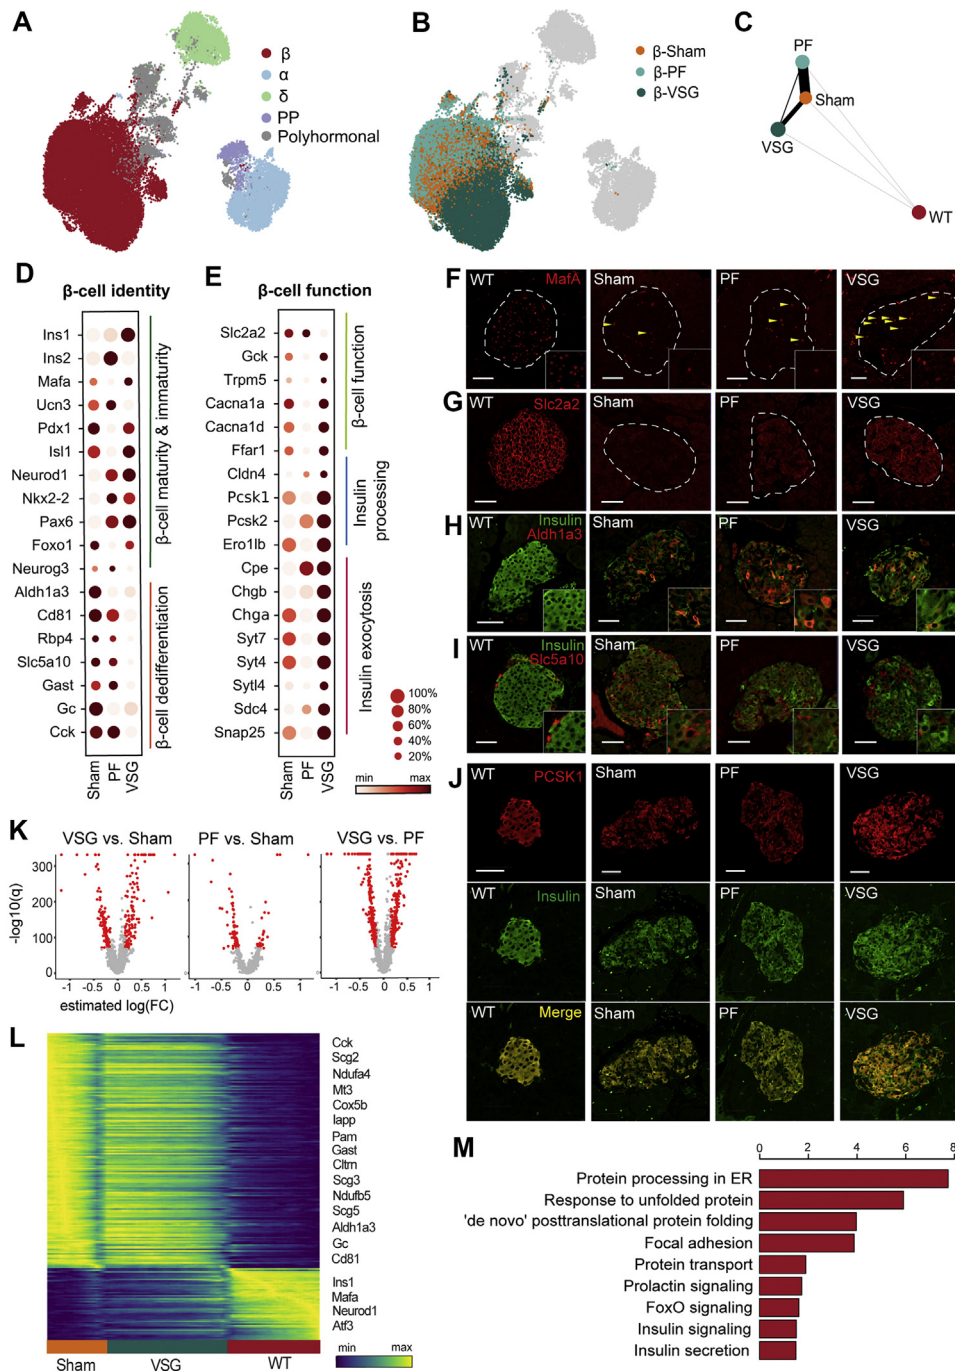 A
β
α
δ
PP
Polyhormonal
B
β-Sham
β-PF
β-VSG
C
PF
Sham
VSG
WT
D
β-cell identity
Ins1
Ins2
Mafa
Ucn3
Pdx1
Isl1
Neurod1
Nkx2-2
Pax6
Foxo1
Neurog3
Aldh1a3
Cd81
Rbp4
Slc5a10
Gast
Gc
Cck
Sham
PF
VSG
β-cell maturity & immaturity
β-cell dedifferentiation
E
β-cell function
Slc2a2
Gck
Trpm5
Cacna1a
Cacna1d
Ffar1
Cldn4
Pcsk1
Pcsk2
Ero1lb
Cpe
Chgb
Chga
Syt7
Syt4
Sytl4
Sdc4
Snap25
Sham
PF
VSG
β-cell function
Insulin
processing
Insulin exocytosis
100%
80%
60%
40%
20%
min max
F
WT MafA
Sham
PF
VSG
G
WT Slc2a2
Sham
PF
VSG
H
WT Insulin
Aldh1a3
Sham
PF
VSG
I
WT Insulin
Slc5a10
Sham
PF
VSG
J
WT PCSK1
Sham
PF
VSG
WT Insulin
Sham
PF
VSG
WT Merge
Sham
PF
VSG
K
VSG vs. Sham
PF vs. Sham
VSG vs. PF
-log10(q)
300
200
100
0
-1 -0.5 0 0.5 1
-1 -0.5 0 0.5 1
-1 -0.5 0 0.5 1
estimated log(FC)
L
Cck
Scg2
Ndufa4
Mt3
Cox5b
Iapp
Pam
Gast
Cltrn
Scg3
Ndufb5
Scg5
Aldh1a3
Gc
Cd81
Ins1
Mafa
Neurod1
Atf3
Sham
VSG
WT
min max
M
0 2 4 6 8
Protein processing in ER
Response to unfolded protein
'de novo' posttranslational protein folding
Focal adhesion
Protein transport
Prolactin signaling
FoxO signaling
Insulin signaling
Insulin secretion